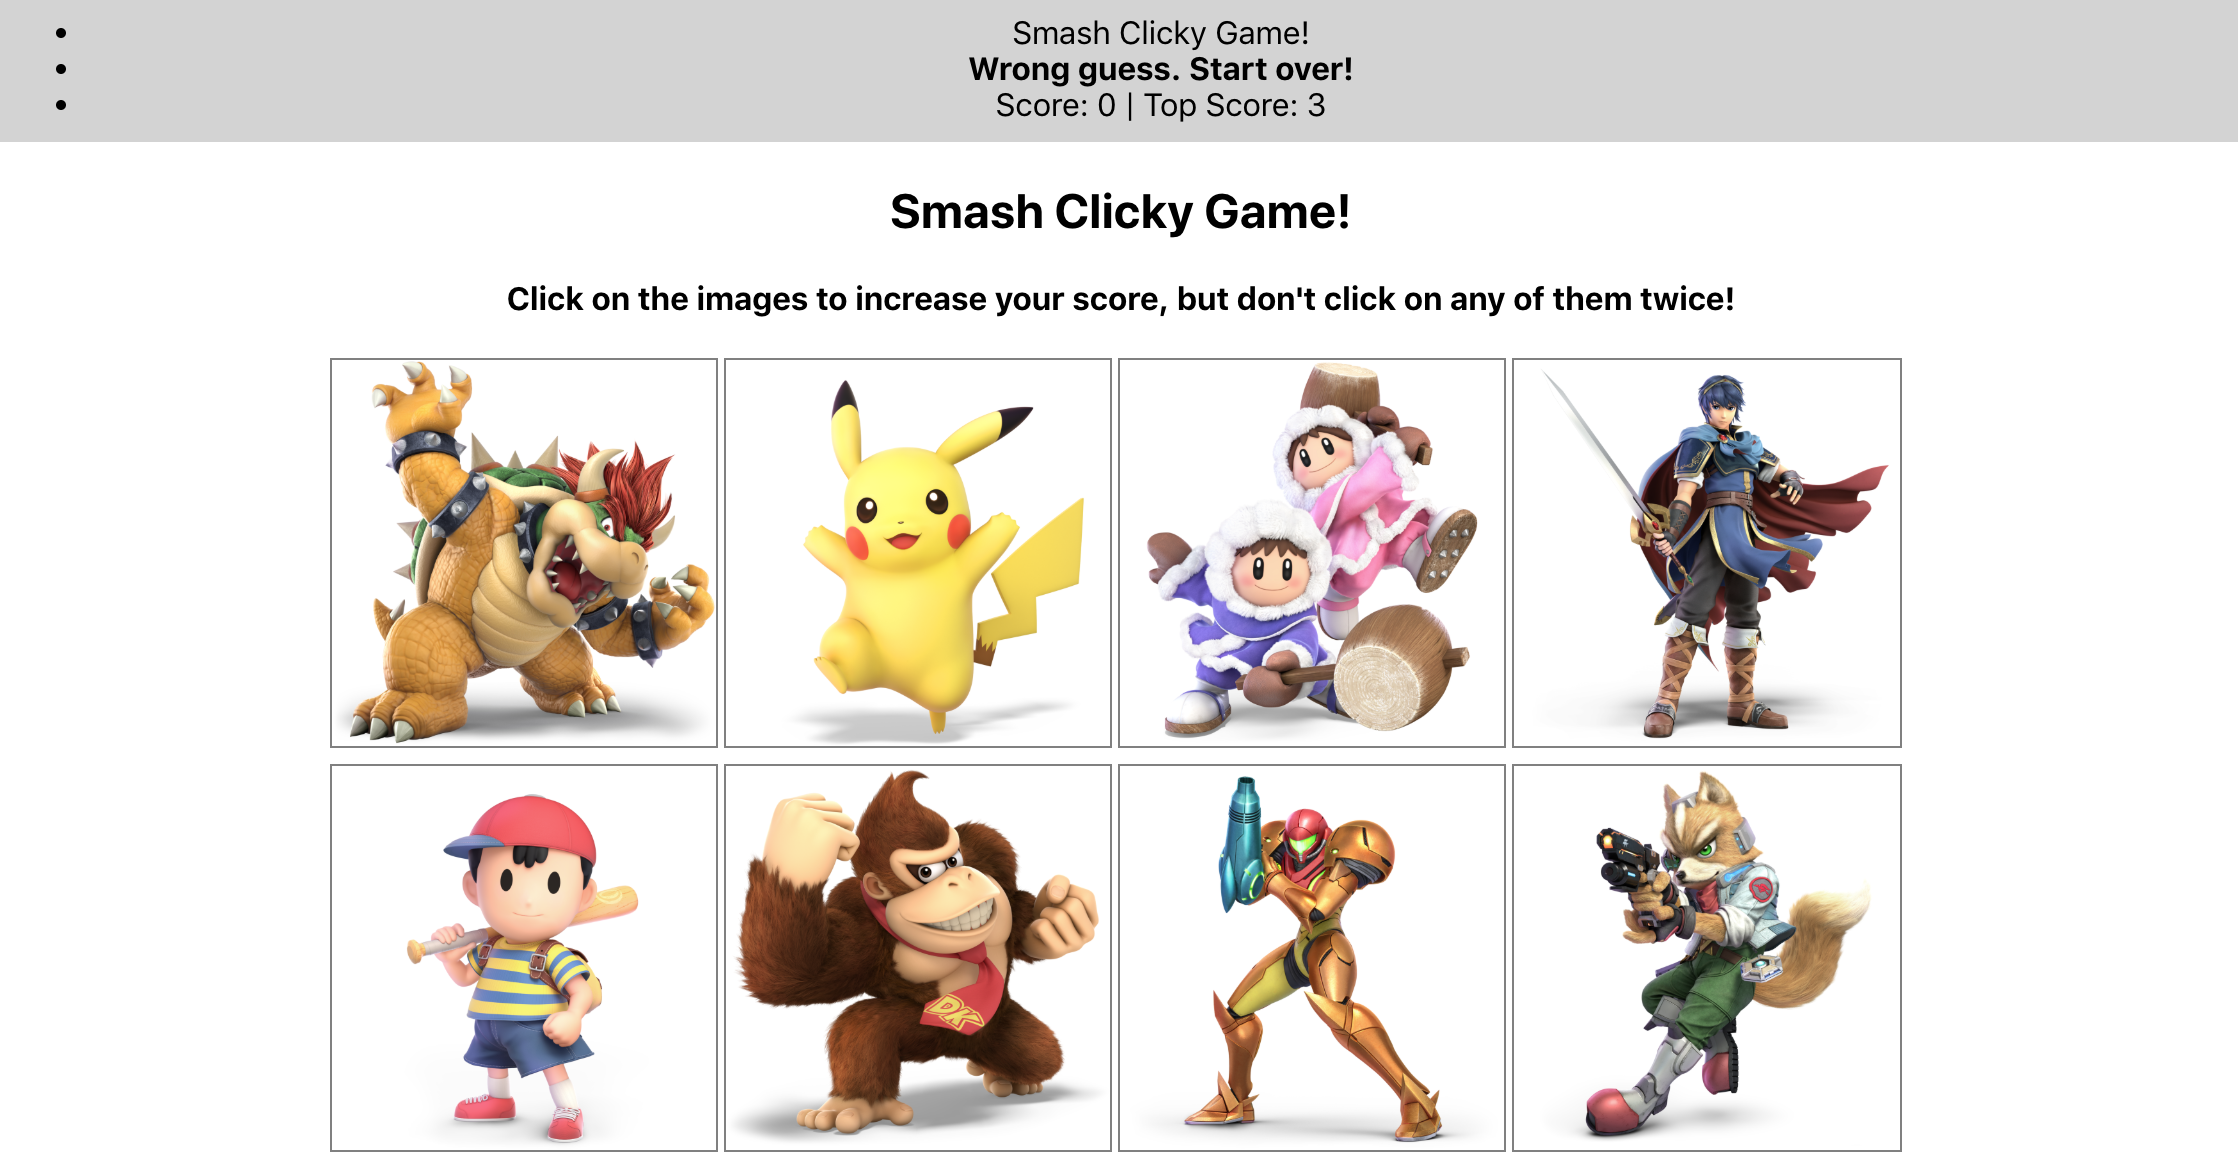 Smash Clicky Game!
Wrong guess. Start over!
Score: 0 | Top Score: 3
Smash Clicky Game!
Click on the images to increase your score, but don't click on any of them twice!
DK